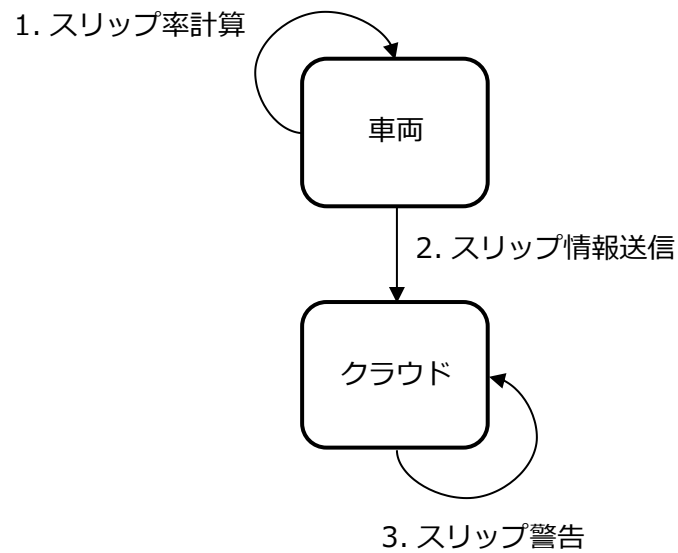 1. スリップ率計算
車両
2. スリップ情報送信
クラウド
3. スリップ警告